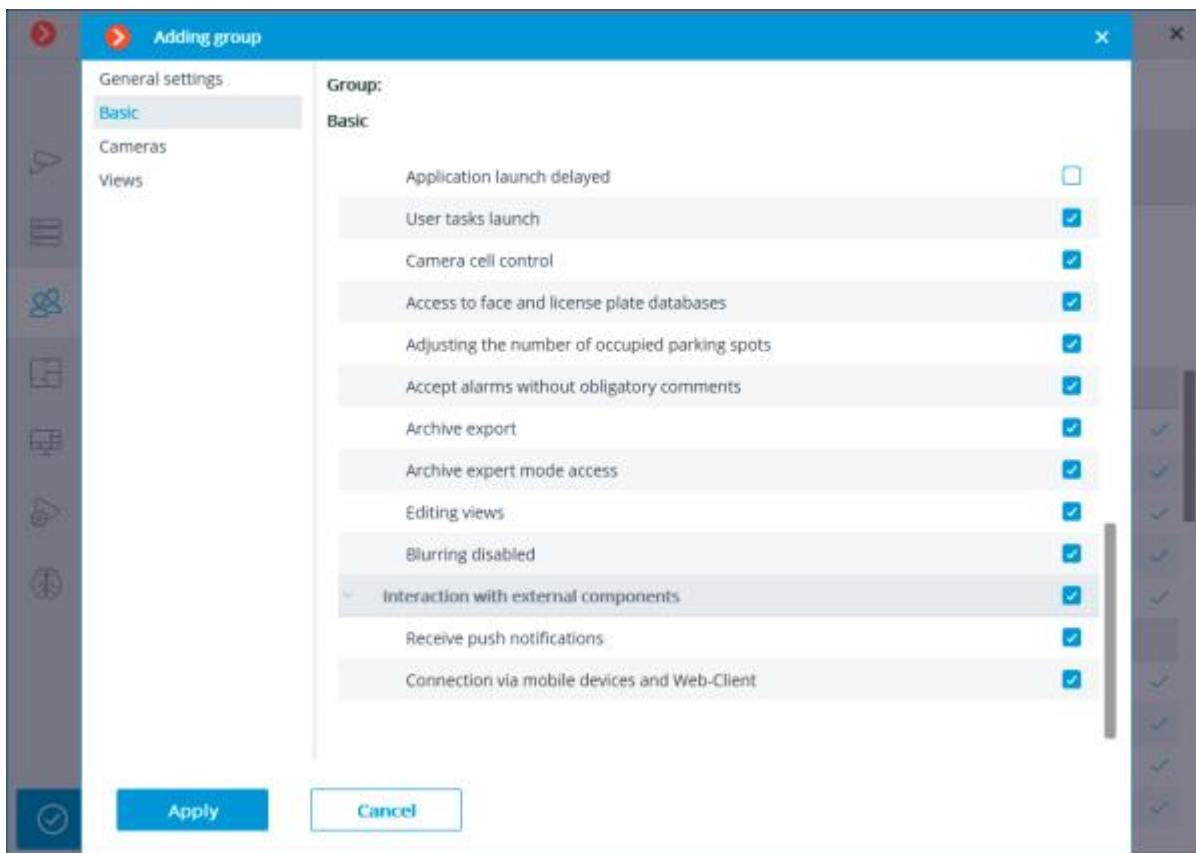 Adding group
General settings
Basic
Cameras
Views
Group:
Basic
Application launch delayed
User tasks launch
Camera cell control
Access to face and license plate databases
Adjusting the number of occupied parking spots
Accept alarms without obligatory comments
Archive export
Archive expert mode access
Editing views
Blurring disabled
Interaction with external components
Receive push notifications
Connection via mobile devices and Web-Client
Apply
Cancel